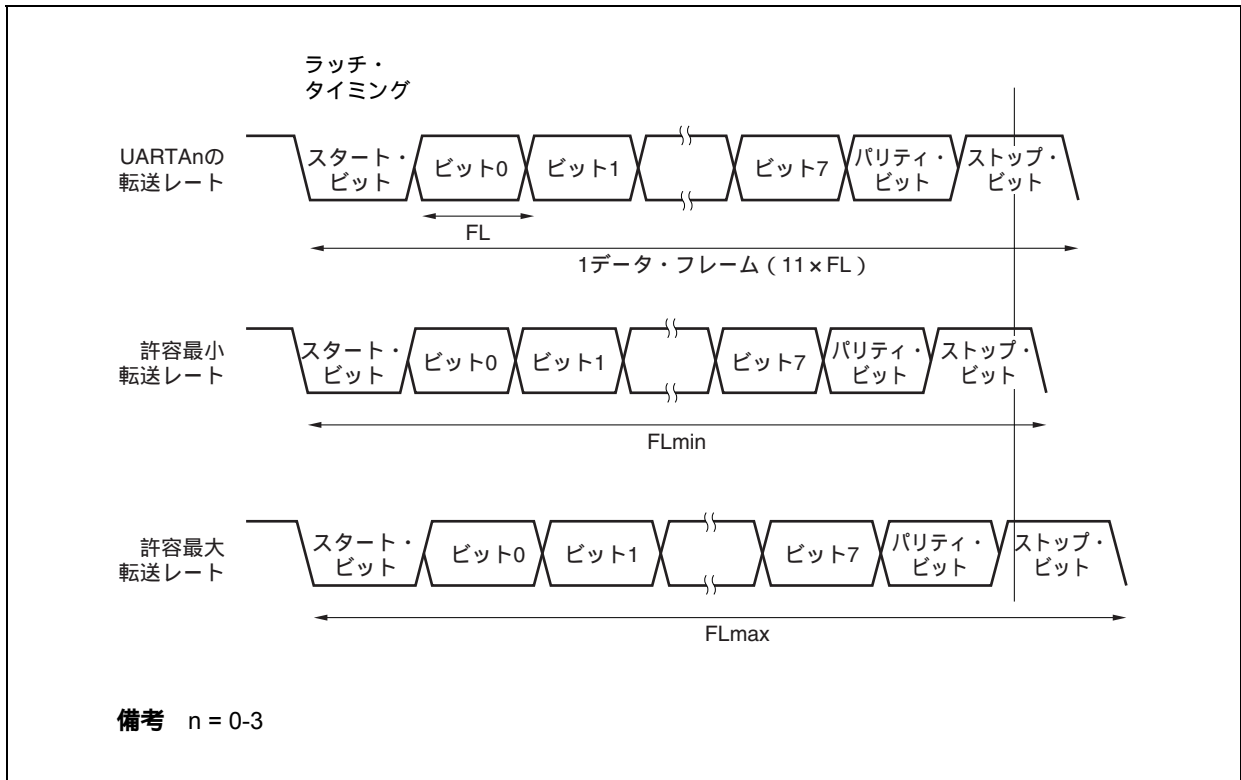 ラッチ・
タイミング
UARTAnの
転送レート
スタート・
ビット
ビット0
ビット1
ビット7
パリティ・
ビット
ストップ・
ビット
FL
1データ・フレーム（11×FL）
許容最小
転送レート
スタート・
ビット
ビット0
ビット1
ビット7
パリティ・
ビット
ストップ・
ビット
FLmin
許容最大
転送レート
スタート・
ビット
ビット0
ビット1
ビット7
パリティ・
ビット
ストップ・
ビット
FLmax
備考 n = 0-3